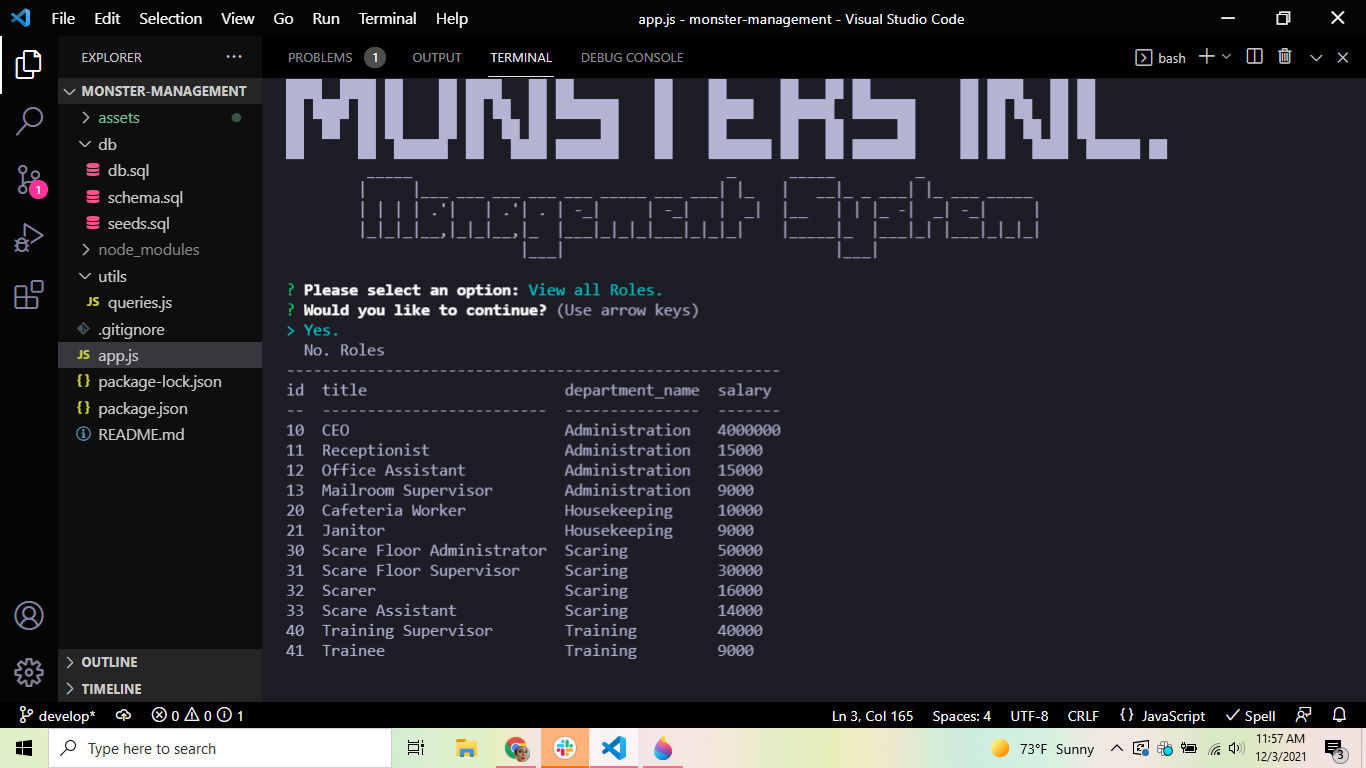 File Edit Selection View Go Run Terminal Help
app.js - monster-management - Visual Studio Code
EXPLORER
PROBLEMS 1 OUTPUT TERMINAL DEBUG CONSOLE
bash
MONSTER-MANAGEMENT
assets
db
db.sql
schema.sql
seeds.sql
node_modules
utils
JS queries.js
.gitignore
JS app.js
{} package-lock.json
{} package.json
README.md
OUTLINE
TIMELINE
1
MONSTERS INC.
Management System
? Please select an option: View all Roles.
? Would you like to continue? (Use arrow keys)
> Yes.
No. Roles
-------------------------------------------------------
id title department_name salary
-- ------------------------- --------------- -------
10 CEO Administration 4000000
11 Receptionist Administration 15000
12 Office Assistant Administration 15000
13 Mailroom Supervisor Administration 9000
20 Cafeteria Worker Housekeeping 10000
21 Janitor Housekeeping 9000
30 Scare Floor Administrator Scaring 50000
31 Scare Floor Supervisor Scaring 30000
32 Scarer Scaring 16000
33 Scare Assistant Scaring 14000
40 Training Supervisor Training 40000
41 Trainee Training 9000
develop* 0 0 1 Ln 3, Col 165 Spaces: 4 UTF-8 CRLF {} JavaScript Spell
Type here to search
73°F Sunny
11:57 AM
12/3/2021
3